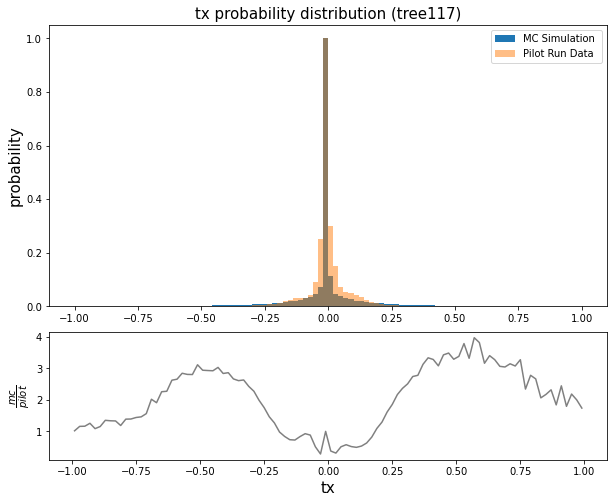 tx probability distribution (tree117)
MC Simulation
Pilot Run Data
probability
1.0
0.8
0.6
0.4
0.2
0.0
−1.00 −0.75 −0.50 −0.25 0.00 0.25 0.50 0.75 1.00
mc
pilot
4
3
2
1
−1.00 −0.75 −0.50 −0.25 0.00 0.25 0.50 0.75 1.00
tx